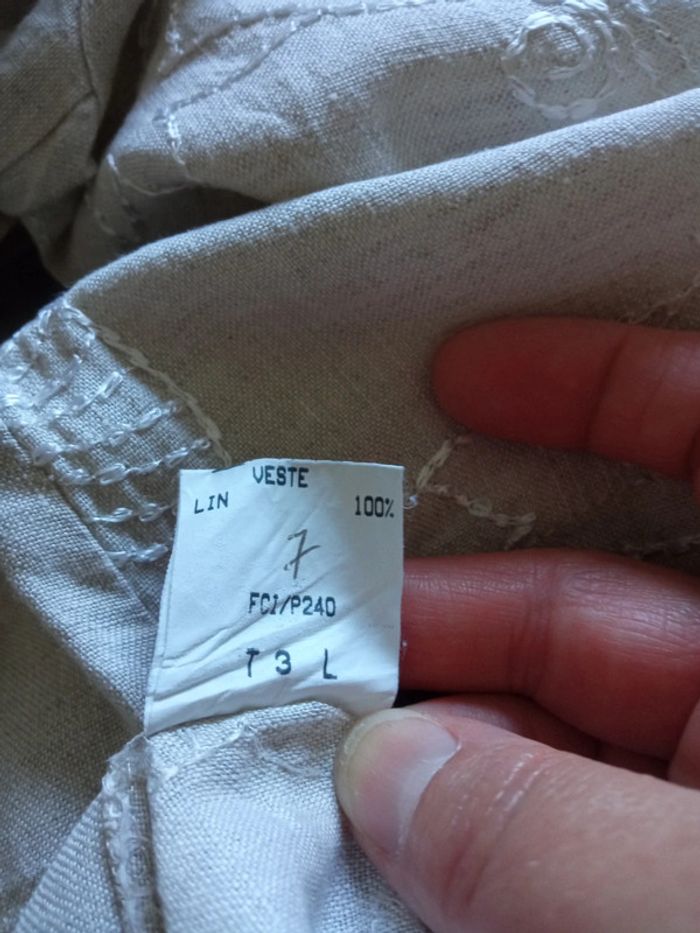 VESTE
LIN 100%
7
FCI/P240
T 3 L